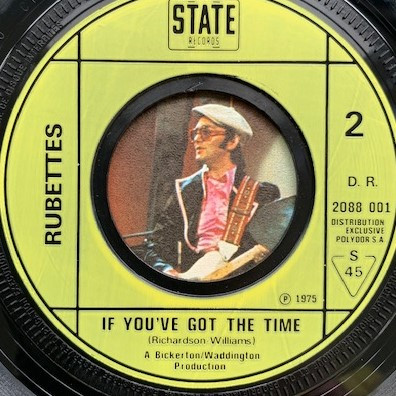 STATE
RECORDS
RUBETTES
2
D. R.
2088 001
DISTRIBUTION
EXCLUSIVE
POLYDOR S.A.
S
45
Ⓟ 1975
IF YOU'VE GOT THE TIME
(Richardson-Williams)
A Bickerton/Waddington
Production